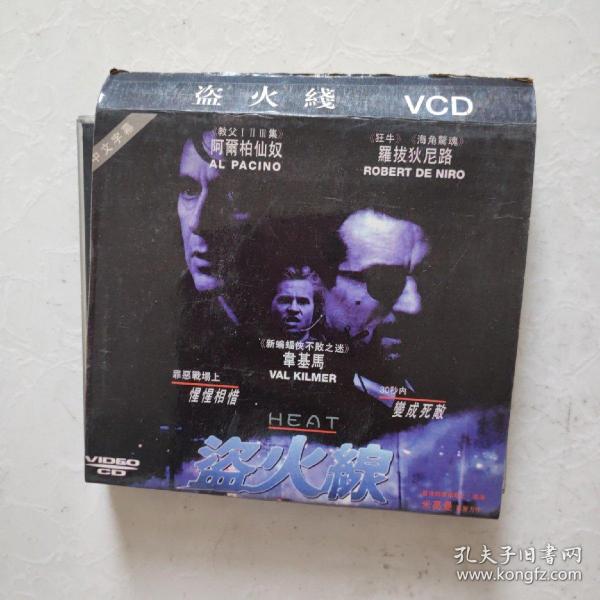 盗火綫 VCD
中文字幕
《教父I II III集》
阿爾柏仙奴
AL PACINO
《狂牛》《海角驚魂》
羅拔狄尼路
ROBERT DE NIRO
《新蝙蝠俠不敗之迷》
韋基馬
VAL KILMER
罪惡戰場上
惺惺相惜
30秒內
變成死敵
HEAT
盜火線
VIDEO
CD
米高曼
孔夫子旧书网
www.kongfz.com